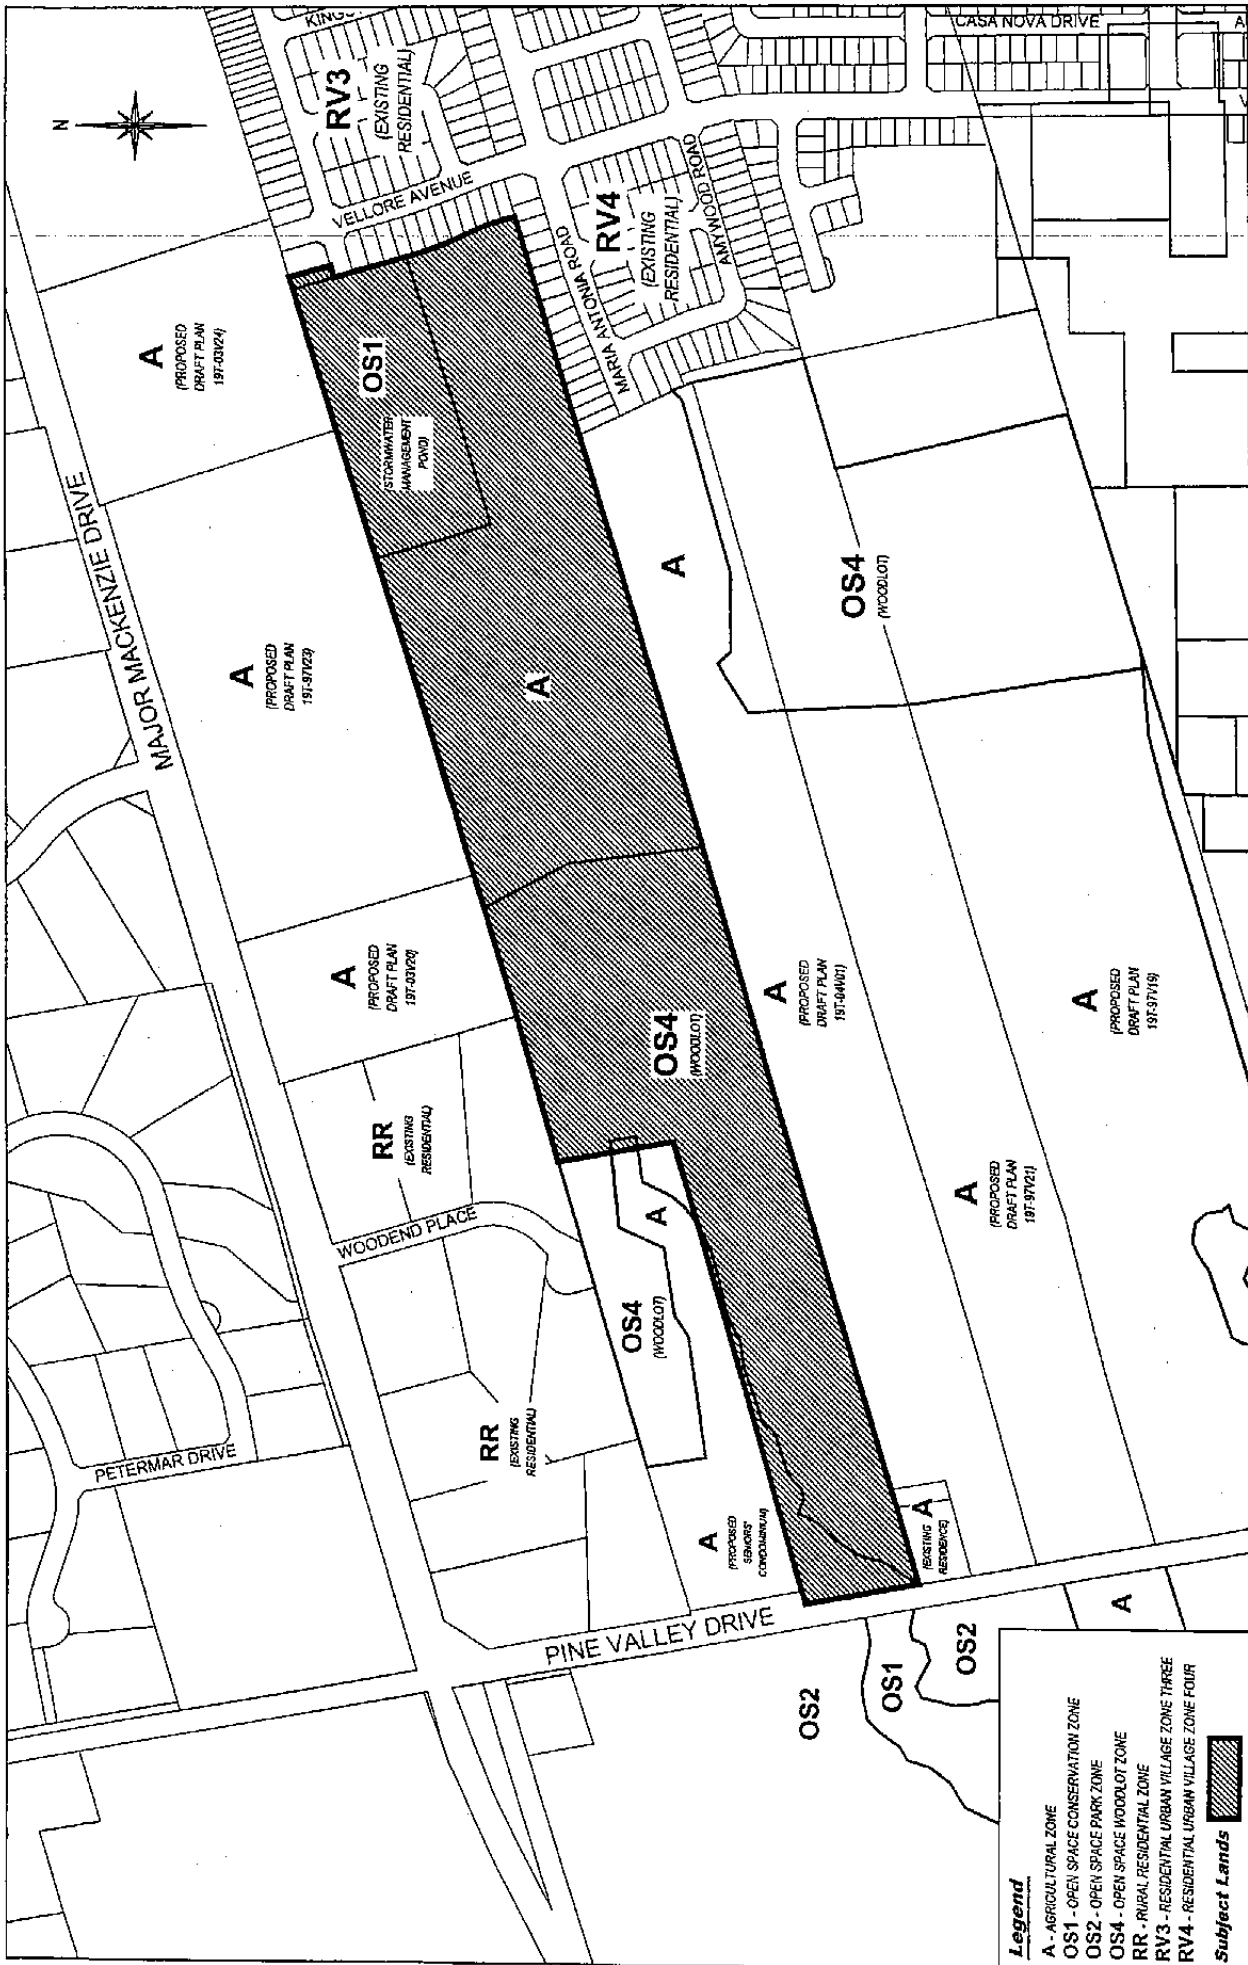 N
KINGS
RV3
(EXISTING
RESIDENTIAL)
CASA NOVA DRIVE
A
VELLORE AVENUE
RV4
(EXISTING
RESIDENTIAL)
MARIA ANTONIA ROAD
AMYWOOD ROAD
A
(PROPOSED
DRAFT PLAN
19T-03V24)
OS1
(STORMWATER
MANAGEMENT
POND)
MAJOR MACKENZIE DRIVE
A
(PROPOSED
DRAFT PLAN
19T-97V23)
A
A
OS4
(WOODLOT)
A
(PROPOSED
DRAFT PLAN
19T-03V20)
OS4
(WOODLOT)
A
(PROPOSED
DRAFT PLAN
19T-04V01)
A
(PROPOSED
DRAFT PLAN
19T-97V19)
RR
(EXISTING
RESIDENTIAL)
WOODEND PLACE
A
OS4
(WOODLOT)
A
(PROPOSED
DRAFT PLAN
19T-97V21)
RR
(EXISTING
RESIDENTIAL)
PETERMAR DRIVE
A
(PROPOSED
SENIORS'
CONDOMINIUM)
A
(EXISTING
RESIDENCE)
PINE VALLEY DRIVE
A
OS2
OS1
OS2
Legend
A - AGRICULTURAL ZONE
OS1 - OPEN SPACE CONSERVATION ZONE
OS2 - OPEN SPACE PARK ZONE
OS4 - OPEN SPACE WOODLOT ZONE
RR - RURAL RESIDENTIAL ZONE
RV3 - RESIDENTIAL URBAN VILLAGE ZONE THREE
RV4 - RESIDENTIAL URBAN VILLAGE ZONE FOUR
Subject Lands